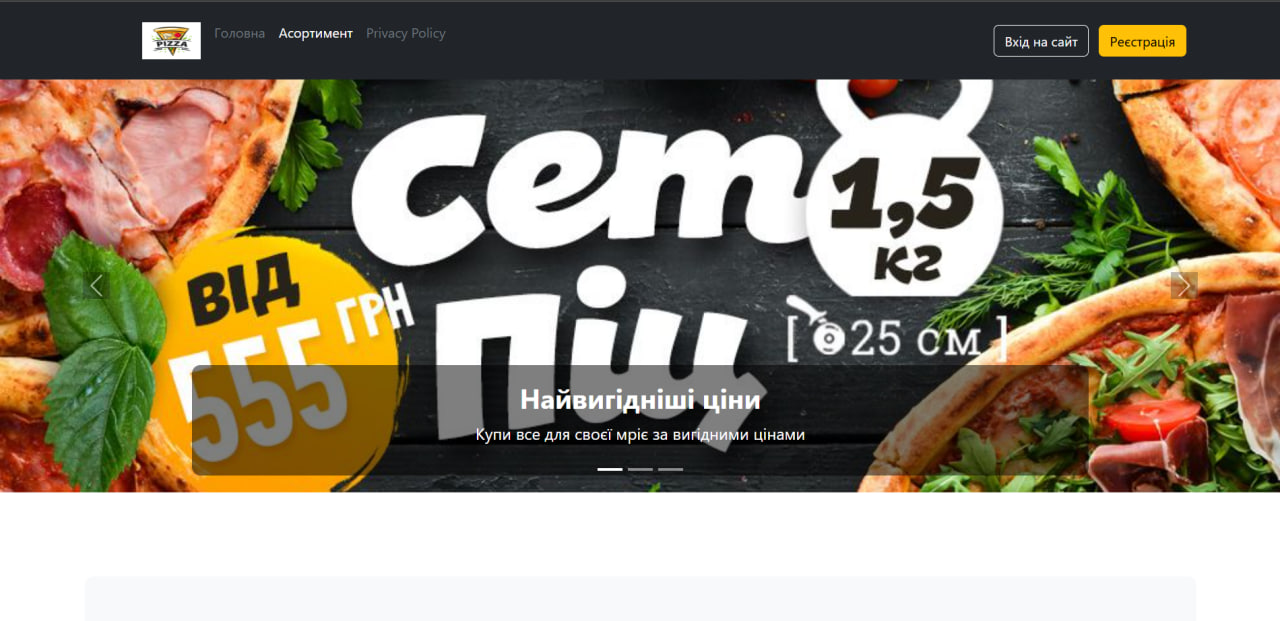 PIZZA
Головна Асортимент Privacy Policy
Вхід на сайт Реєстрація
Сет
Піц
1,5
кг
[ 25 см ]
ВІД
555 ГРН
Найвигідніші ціни
Купи все для своєї мріє за вигідними цінами